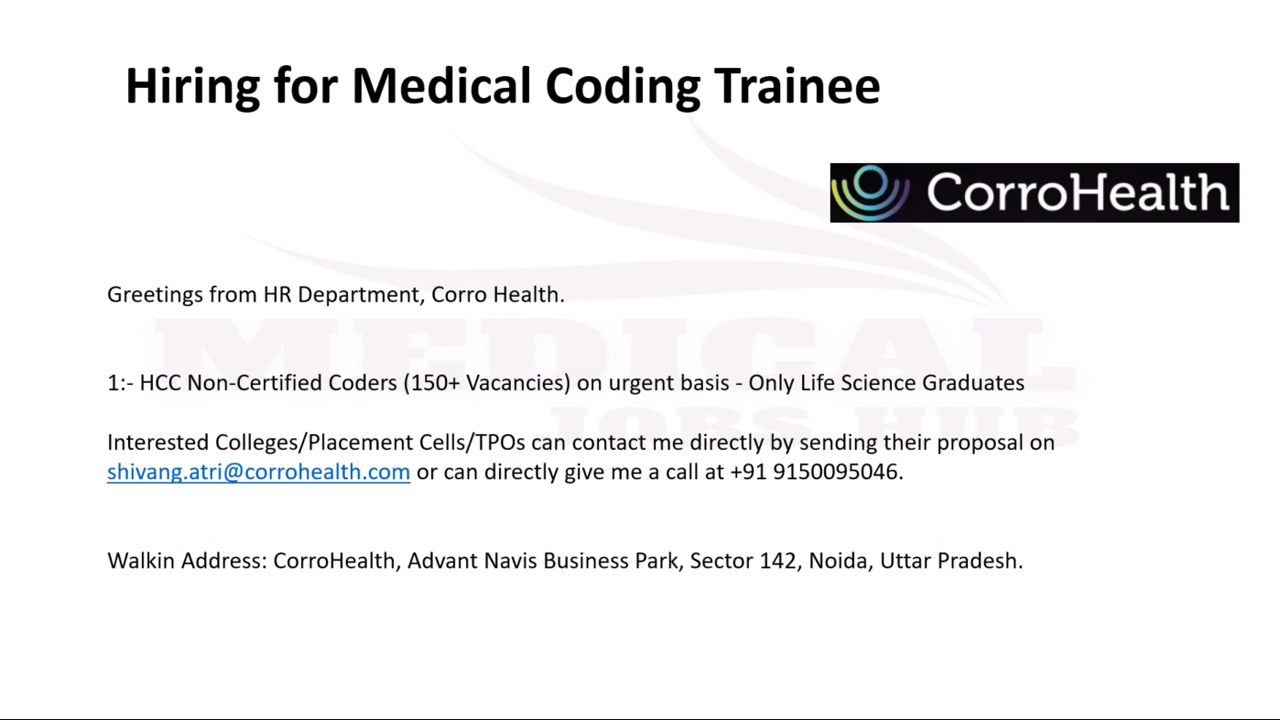 Hiring for Medical Coding Trainee
CorroHealth
Greetings from HR Department, Corro Health.
1:- HCC Non-Certified Coders (150+ Vacancies) on urgent basis - Only Life Science Graduates
Interested Colleges/Placement Cells/TPOs can contact me directly by sending their proposal on
shivang.atri@corrohealth.com or can directly give me a call at +91 9150095046.
Walkin Address: CorroHealth, Advant Navis Business Park, Sector 142, Noida, Uttar Pradesh.
MEDICAL
JOBS HUB